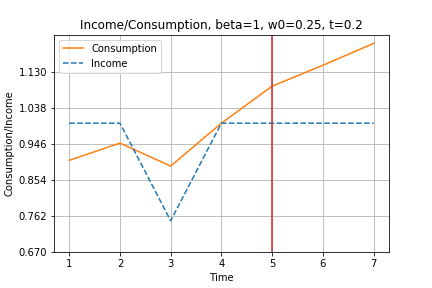 Income/Consumption, beta=1, w0=0.25, t=0.2
Consumption
Income
Consumption/Income
1.130
1.038
0.946
0.854
0.762
0.670
1 2 3 4 5 6 7
Time